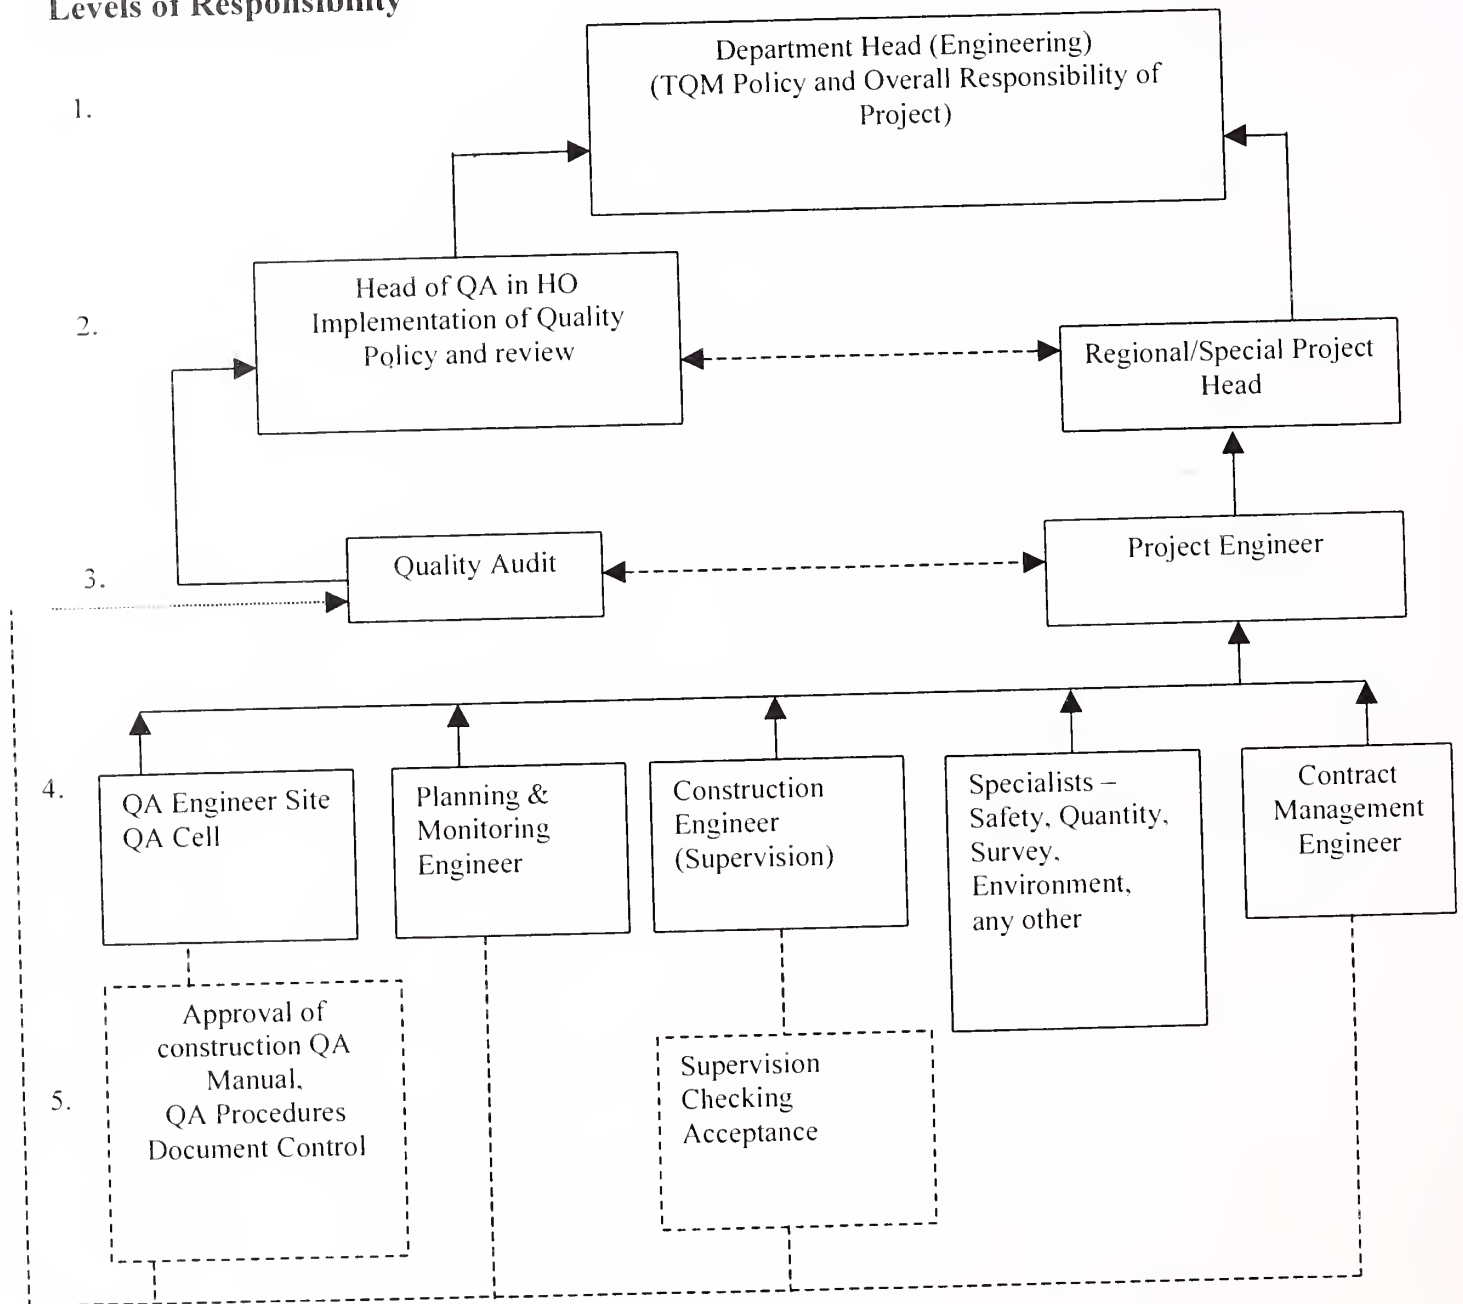 Levels of Responsibility
Department Head (Engineering)
(TQM Policy and Overall Responsibility of
Project)
1.
Head of QA in HO
Implementation of Quality
Policy and review
2.
Regional/Special Project
Head
Quality Audit
Project Engineer
3.
4.
QA Engineer Site
QA Cell
Planning &
Monitoring
Engineer
Construction
Engineer
(Supervision)
Specialists –
Safety, Quantity,
Survey,
Environment,
any other
Contract
Management
Engineer
5.
Approval of
construction QA
Manual,
QA Procedures
Document Control
Supervision
Checking
Acceptance